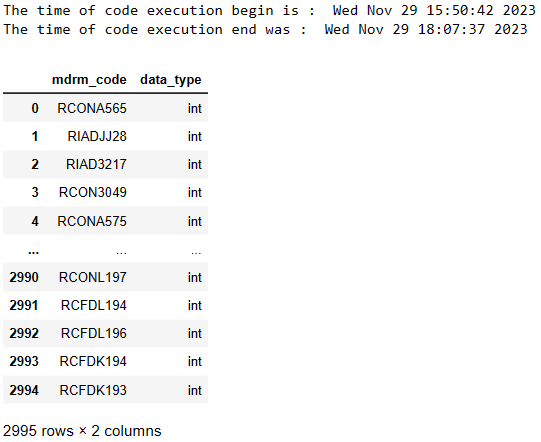 The time of code execution begin is :  Wed Nov 29 15:50:42 2023
The time of code execution end was :  Wed Nov 29 18:07:37 2023
mdrm_code data_type
0 RCONA565 int
1 RIADJJ28 int
2 RIAD3217 int
3 RCON3049 int
4 RCONA575 int
... ... ...
2990 RCONL197 int
2991 RCFDL194 int
2992 RCFDL196 int
2993 RCFDK194 int
2994 RCFDK193 int
2995 rows × 2 columns